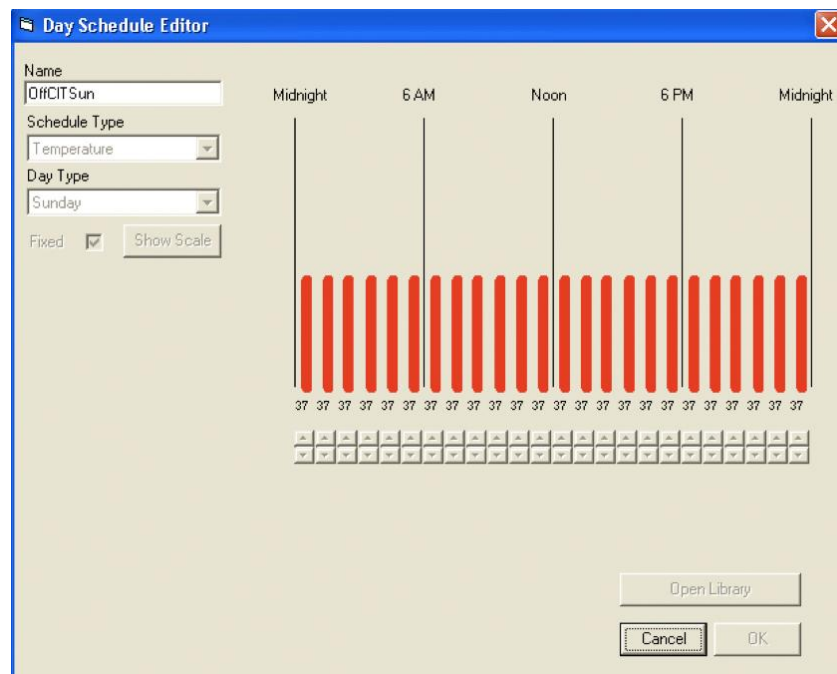 Day Schedule Editor
Name
OffClTSun
Schedule Type
Temperature
Day Type
Sunday
Fixed
Show Scale
Midnight 6 AM Noon 6 PM Midnight
37 37 37 37 37 37 37 37 37 37 37 37 37 37 37 37 37 37 37 37 37 37 37 37
Open Library
Cancel OK